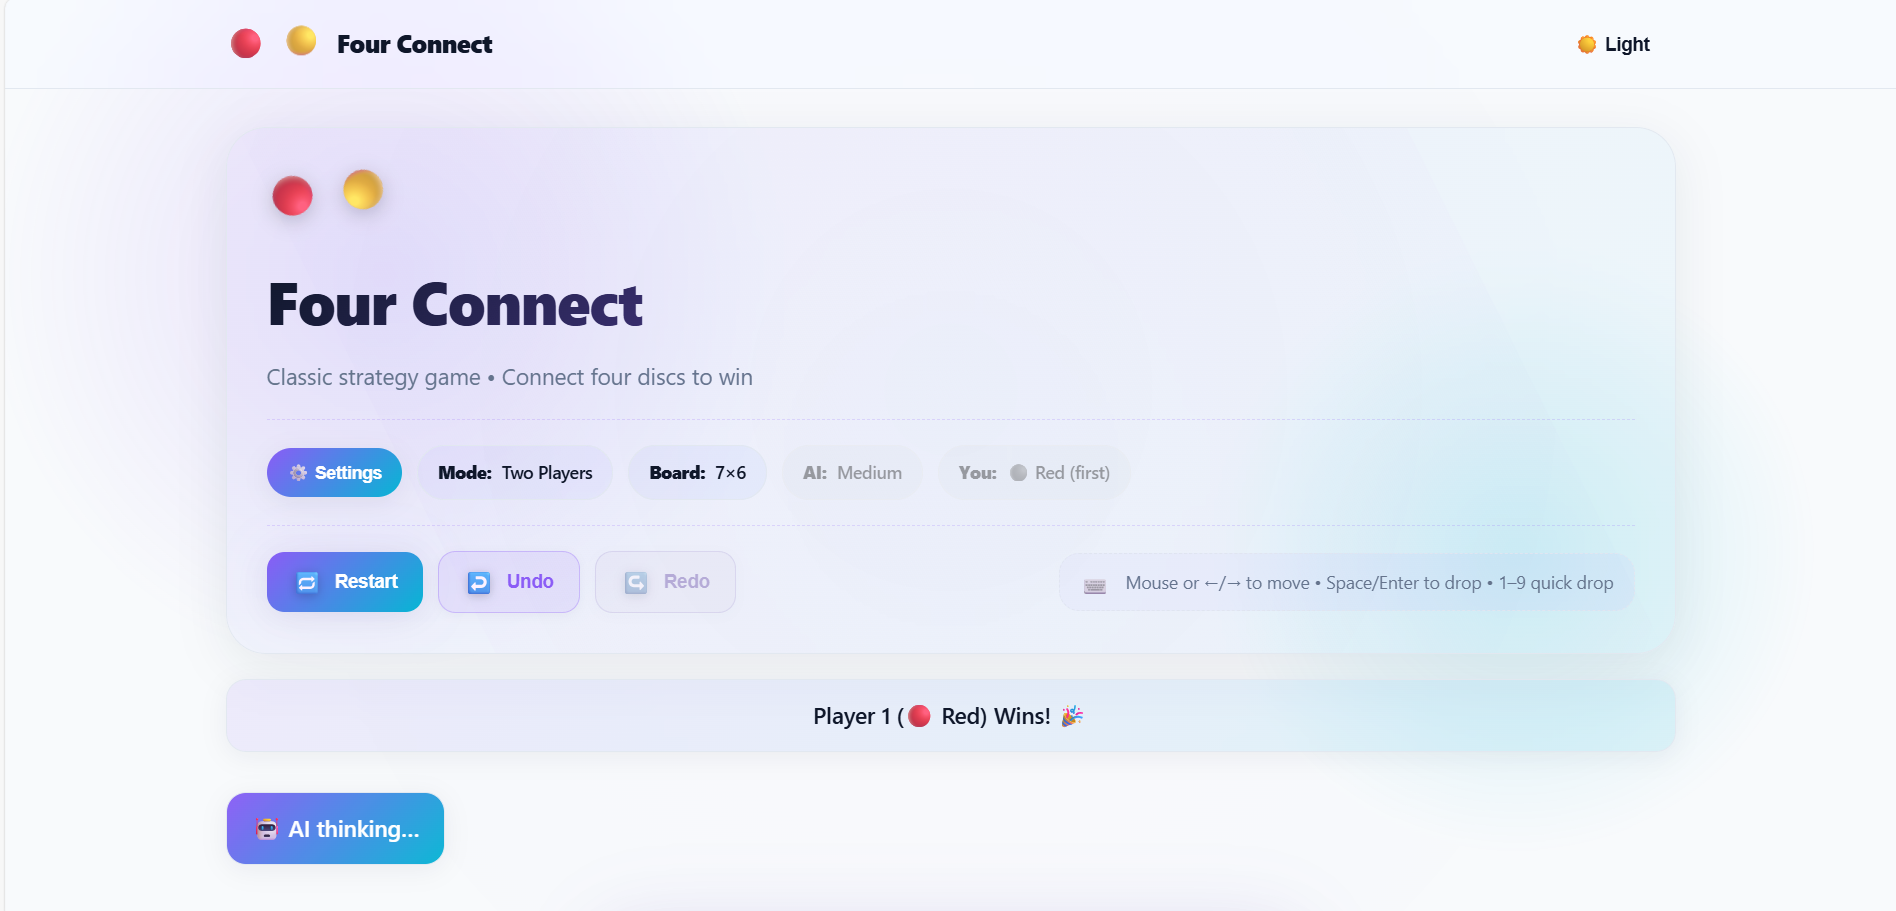 Four Connect
Light
Four Connect
Classic strategy game • Connect four discs to win
Settings
Mode: Two Players
Board: 7×6
AI: Medium
You: Red (first)
Restart
Undo
Redo
Mouse or ←/→ to move • Space/Enter to drop • 1–9 quick drop
Player 1 ( Red) Wins!
AI thinking...